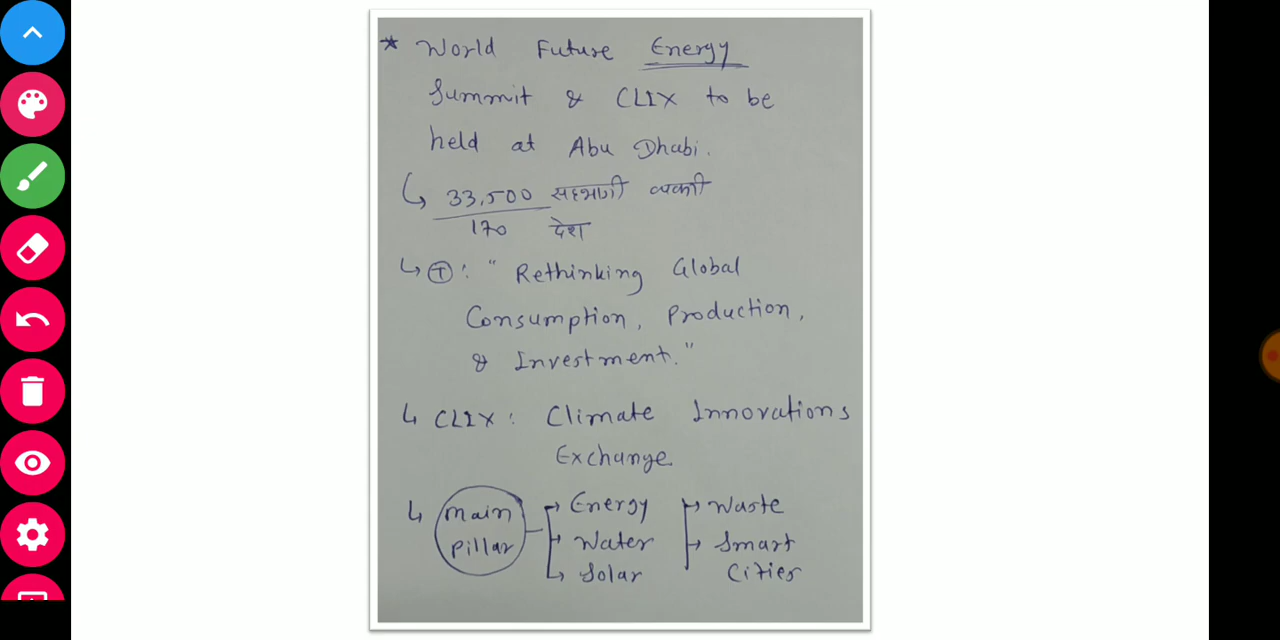 * World Future Energy
Summit & CLIX to be
held at Abu Dhabi.
↳ 33,500 सहभागी व्यक्ती
170 देश
↳ Ⓣ: " Rethinking Global
Consumption, Production,
& Investment."
↳ CLIX: Climate Innovations
Exchange
↳ Main Pillar → Energy → Waste
→ Water → Smart Cities
→ Solar